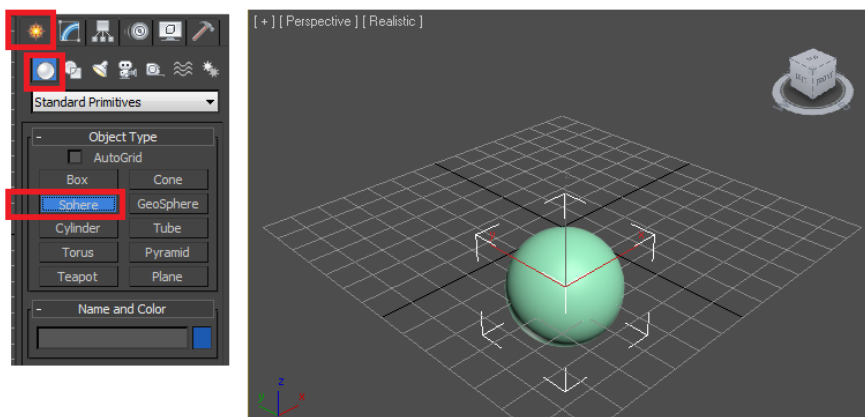 Standard Primitives
- Object Type
AutoGrid
Box Cone
Sphere GeoSphere
Cylinder Tube
Torus Pyramid
Teapot Plane
- Name and Color
[ + ] [ Perspective ] [ Realistic ]
FRONT
z
y x